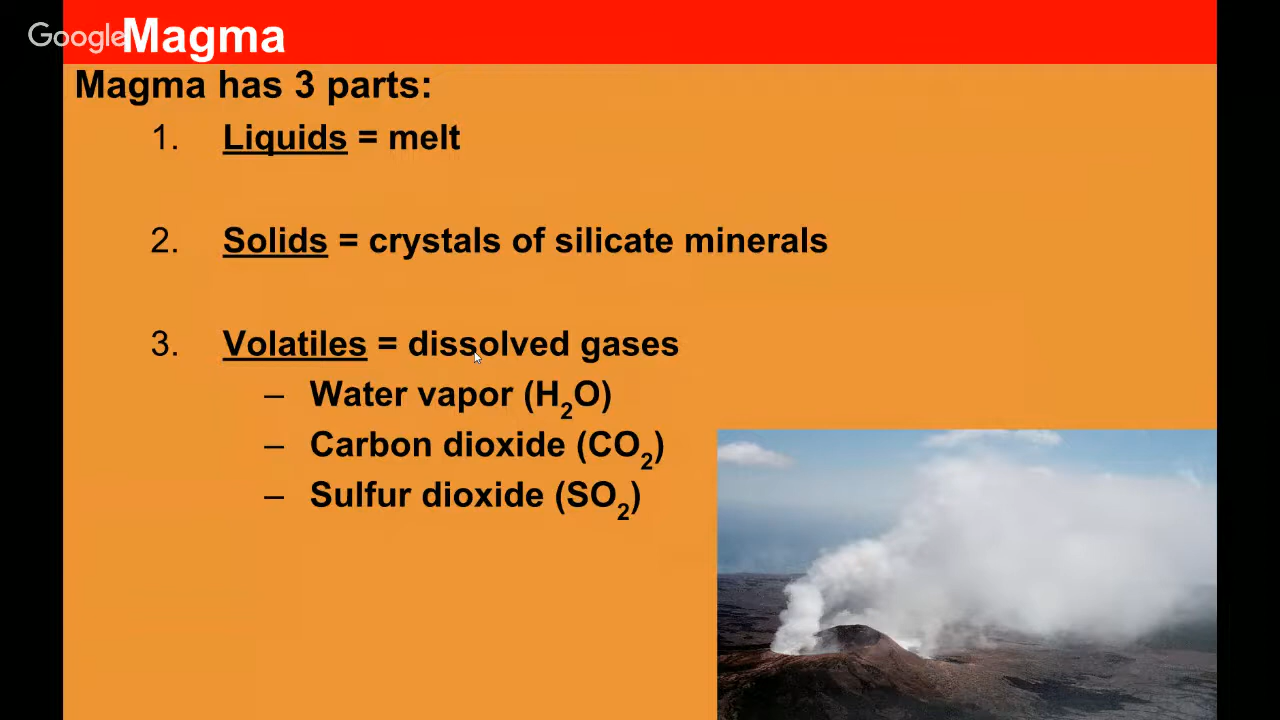 Google
Magma
Magma has 3 parts:
1. Liquids = melt
2. Solids = crystals of silicate minerals
3. Volatiles = dissolved gases
– Water vapor (H₂O)
– Carbon dioxide (CO₂)
– Sulfur dioxide (SO₂)